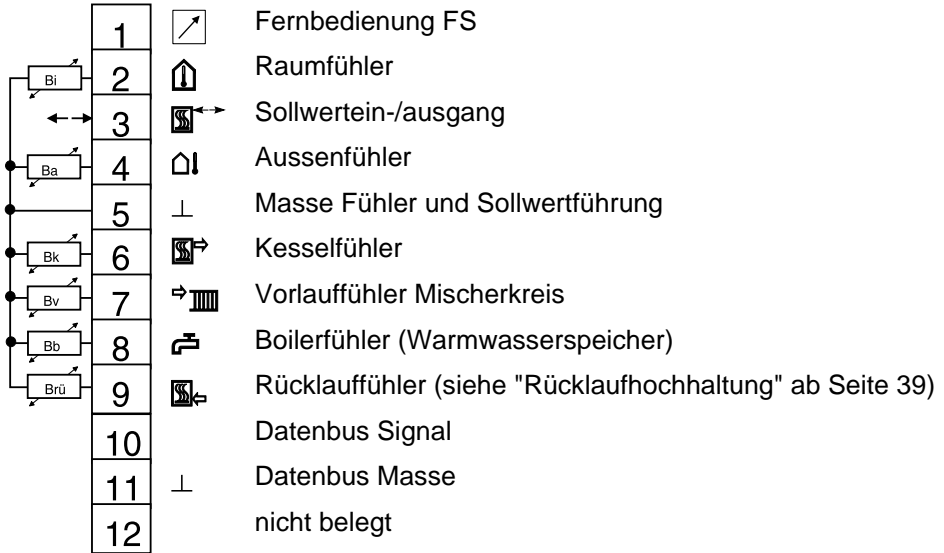 1 Fernbedienung FS
Bi 2 Raumfühler
3 Sollwertein-/ausgang
Ba 4 Aussenfühler
5 Masse Fühler und Sollwertführung
Bk 6 Kesselfühler
Bv 7 Vorlauffühler Mischerkreis
Bb 8 Boilerfühler (Warmwasserspeicher)
Brü 9 Rücklauffühler (siehe "Rücklaufhochhaltung" ab Seite 39)
10 Datenbus Signal
11 Datenbus Masse
12 nicht belegt